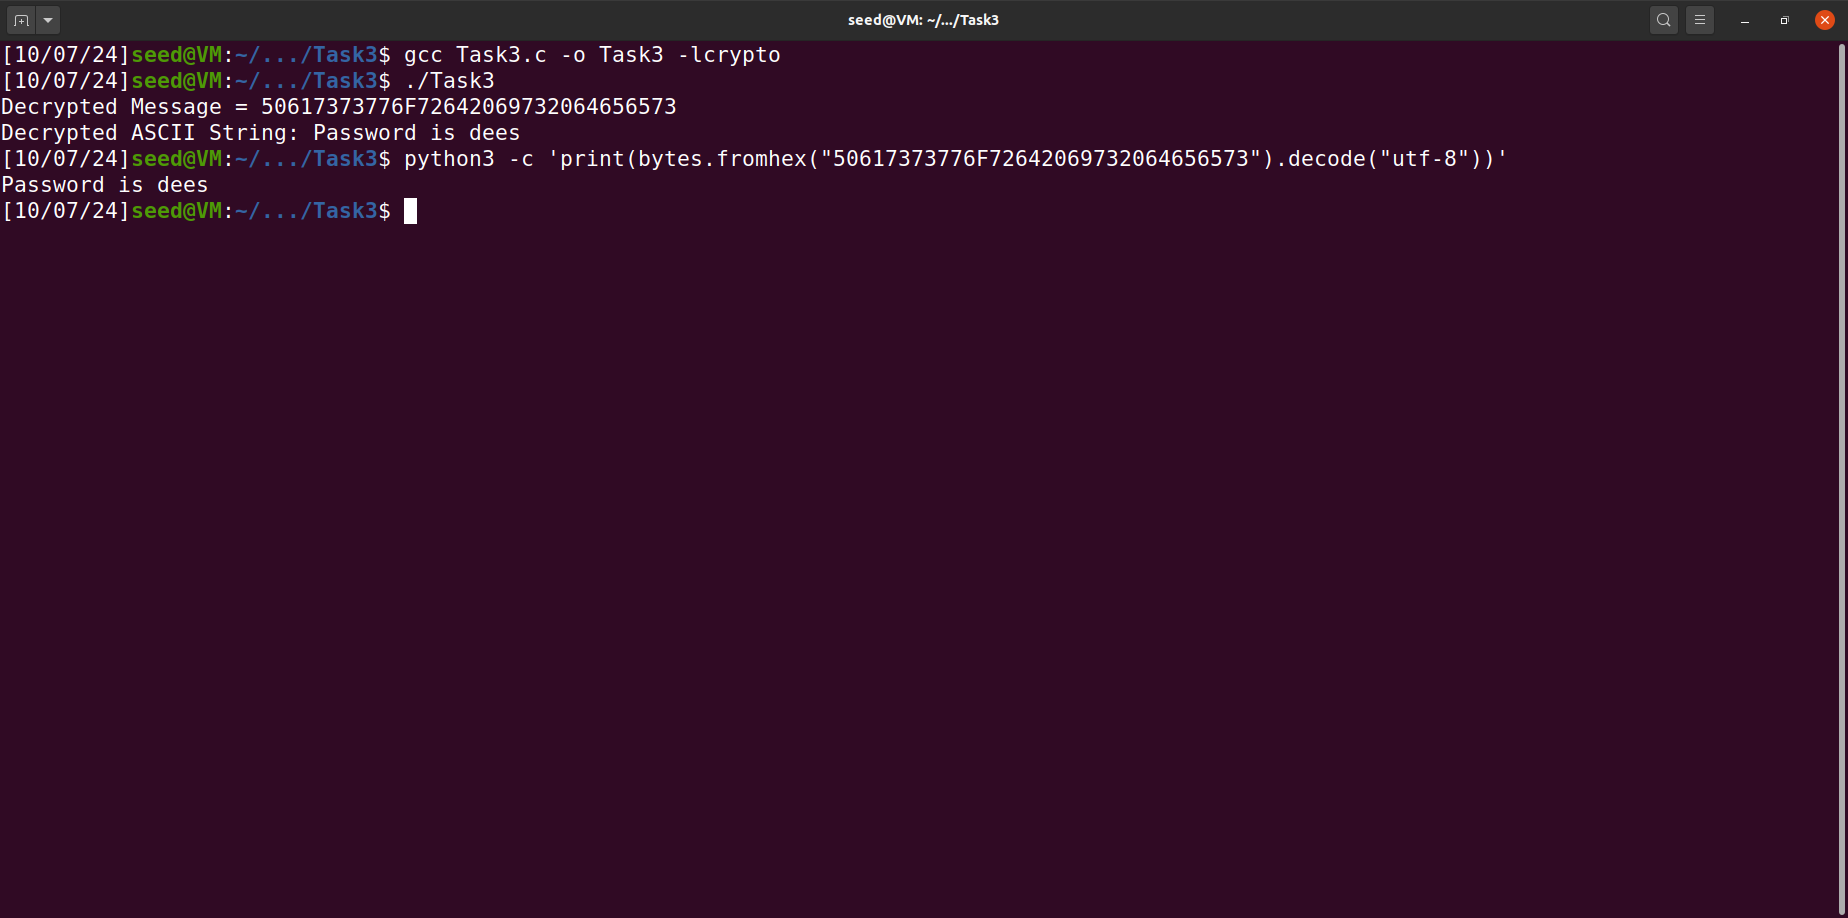 seed@VM: ~/.../Task3
[10/07/24]seed@VM:~/.../Task3$ gcc Task3.c -o Task3 -lcrypto
[10/07/24]seed@VM:~/.../Task3$ ./Task3
Decrypted Message = 50617373776F72642069732064656573
Decrypted ASCII String: Password is dees
[10/07/24]seed@VM:~/.../Task3$ python3 -c 'print(bytes.fromhex("50617373776F72642069732064656573").decode("utf-8"))'
Password is dees
[10/07/24]seed@VM:~/.../Task3$